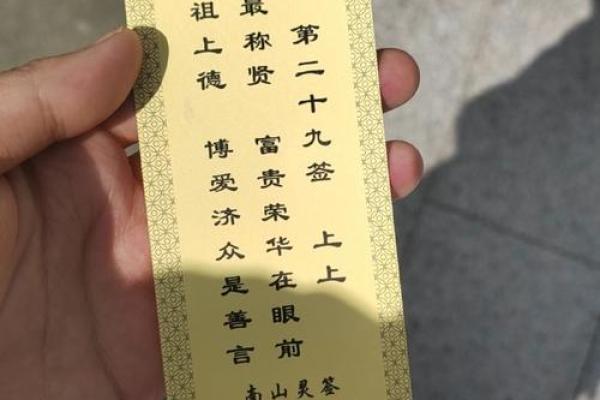 第二十九签 上上
最称贤 富贵荣华在眼前
祖上德 博爱济众是善言
南山灵签